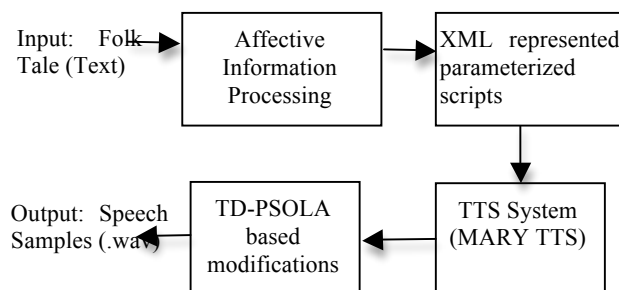 Input: Folk
Tale (Text)
Affective
Information
Processing
XML represented
parameterized
scripts
TTS System
(MARY TTS)
TD-PSOLA
based
modifications
Output: Speech
Samples (.wav)